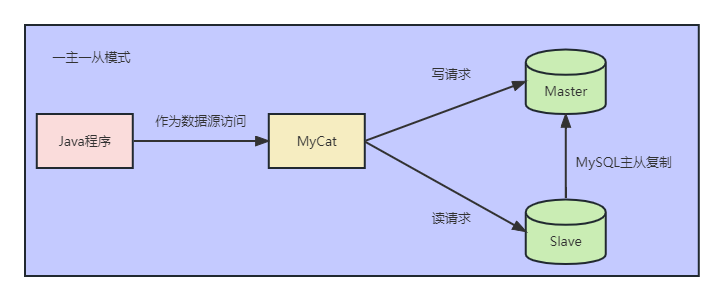 一主一从模式
写请求
Master
作为数据源访问
Java程序
MyCat
MySQL主从复制
读请求
Slave